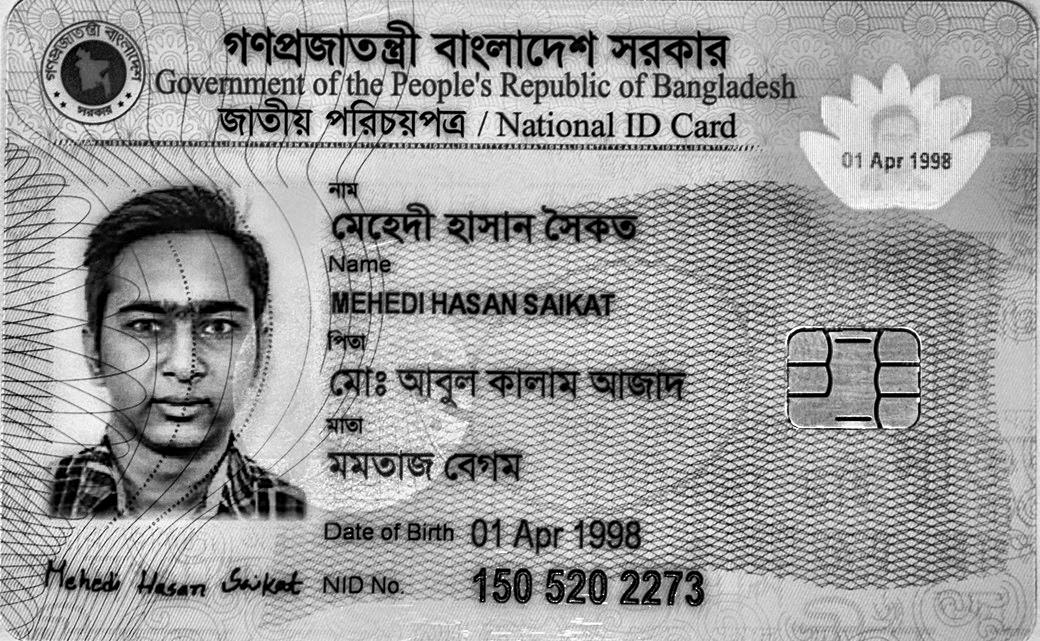 গণপ্রজাতন্ত্রী বাংলাদেশ
সরকার
গণপ্রজাতন্ত্রী বাংলাদেশ সরকার
Government of the People's Republic of Bangladesh
জাতীয় পরিচয়পত্র / National ID Card
01 Apr 1998
নাম
মেহেদী হাসান সৈকত
Name
MEHEDI HASAN SAIKAT
পিতা
মোঃ আবুল কালাম আজাদ
মাতা
মমতাজ বেগম
Date of Birth 01 Apr 1998
Mehedi Hasan Saikat
NID No. 150 520 2273